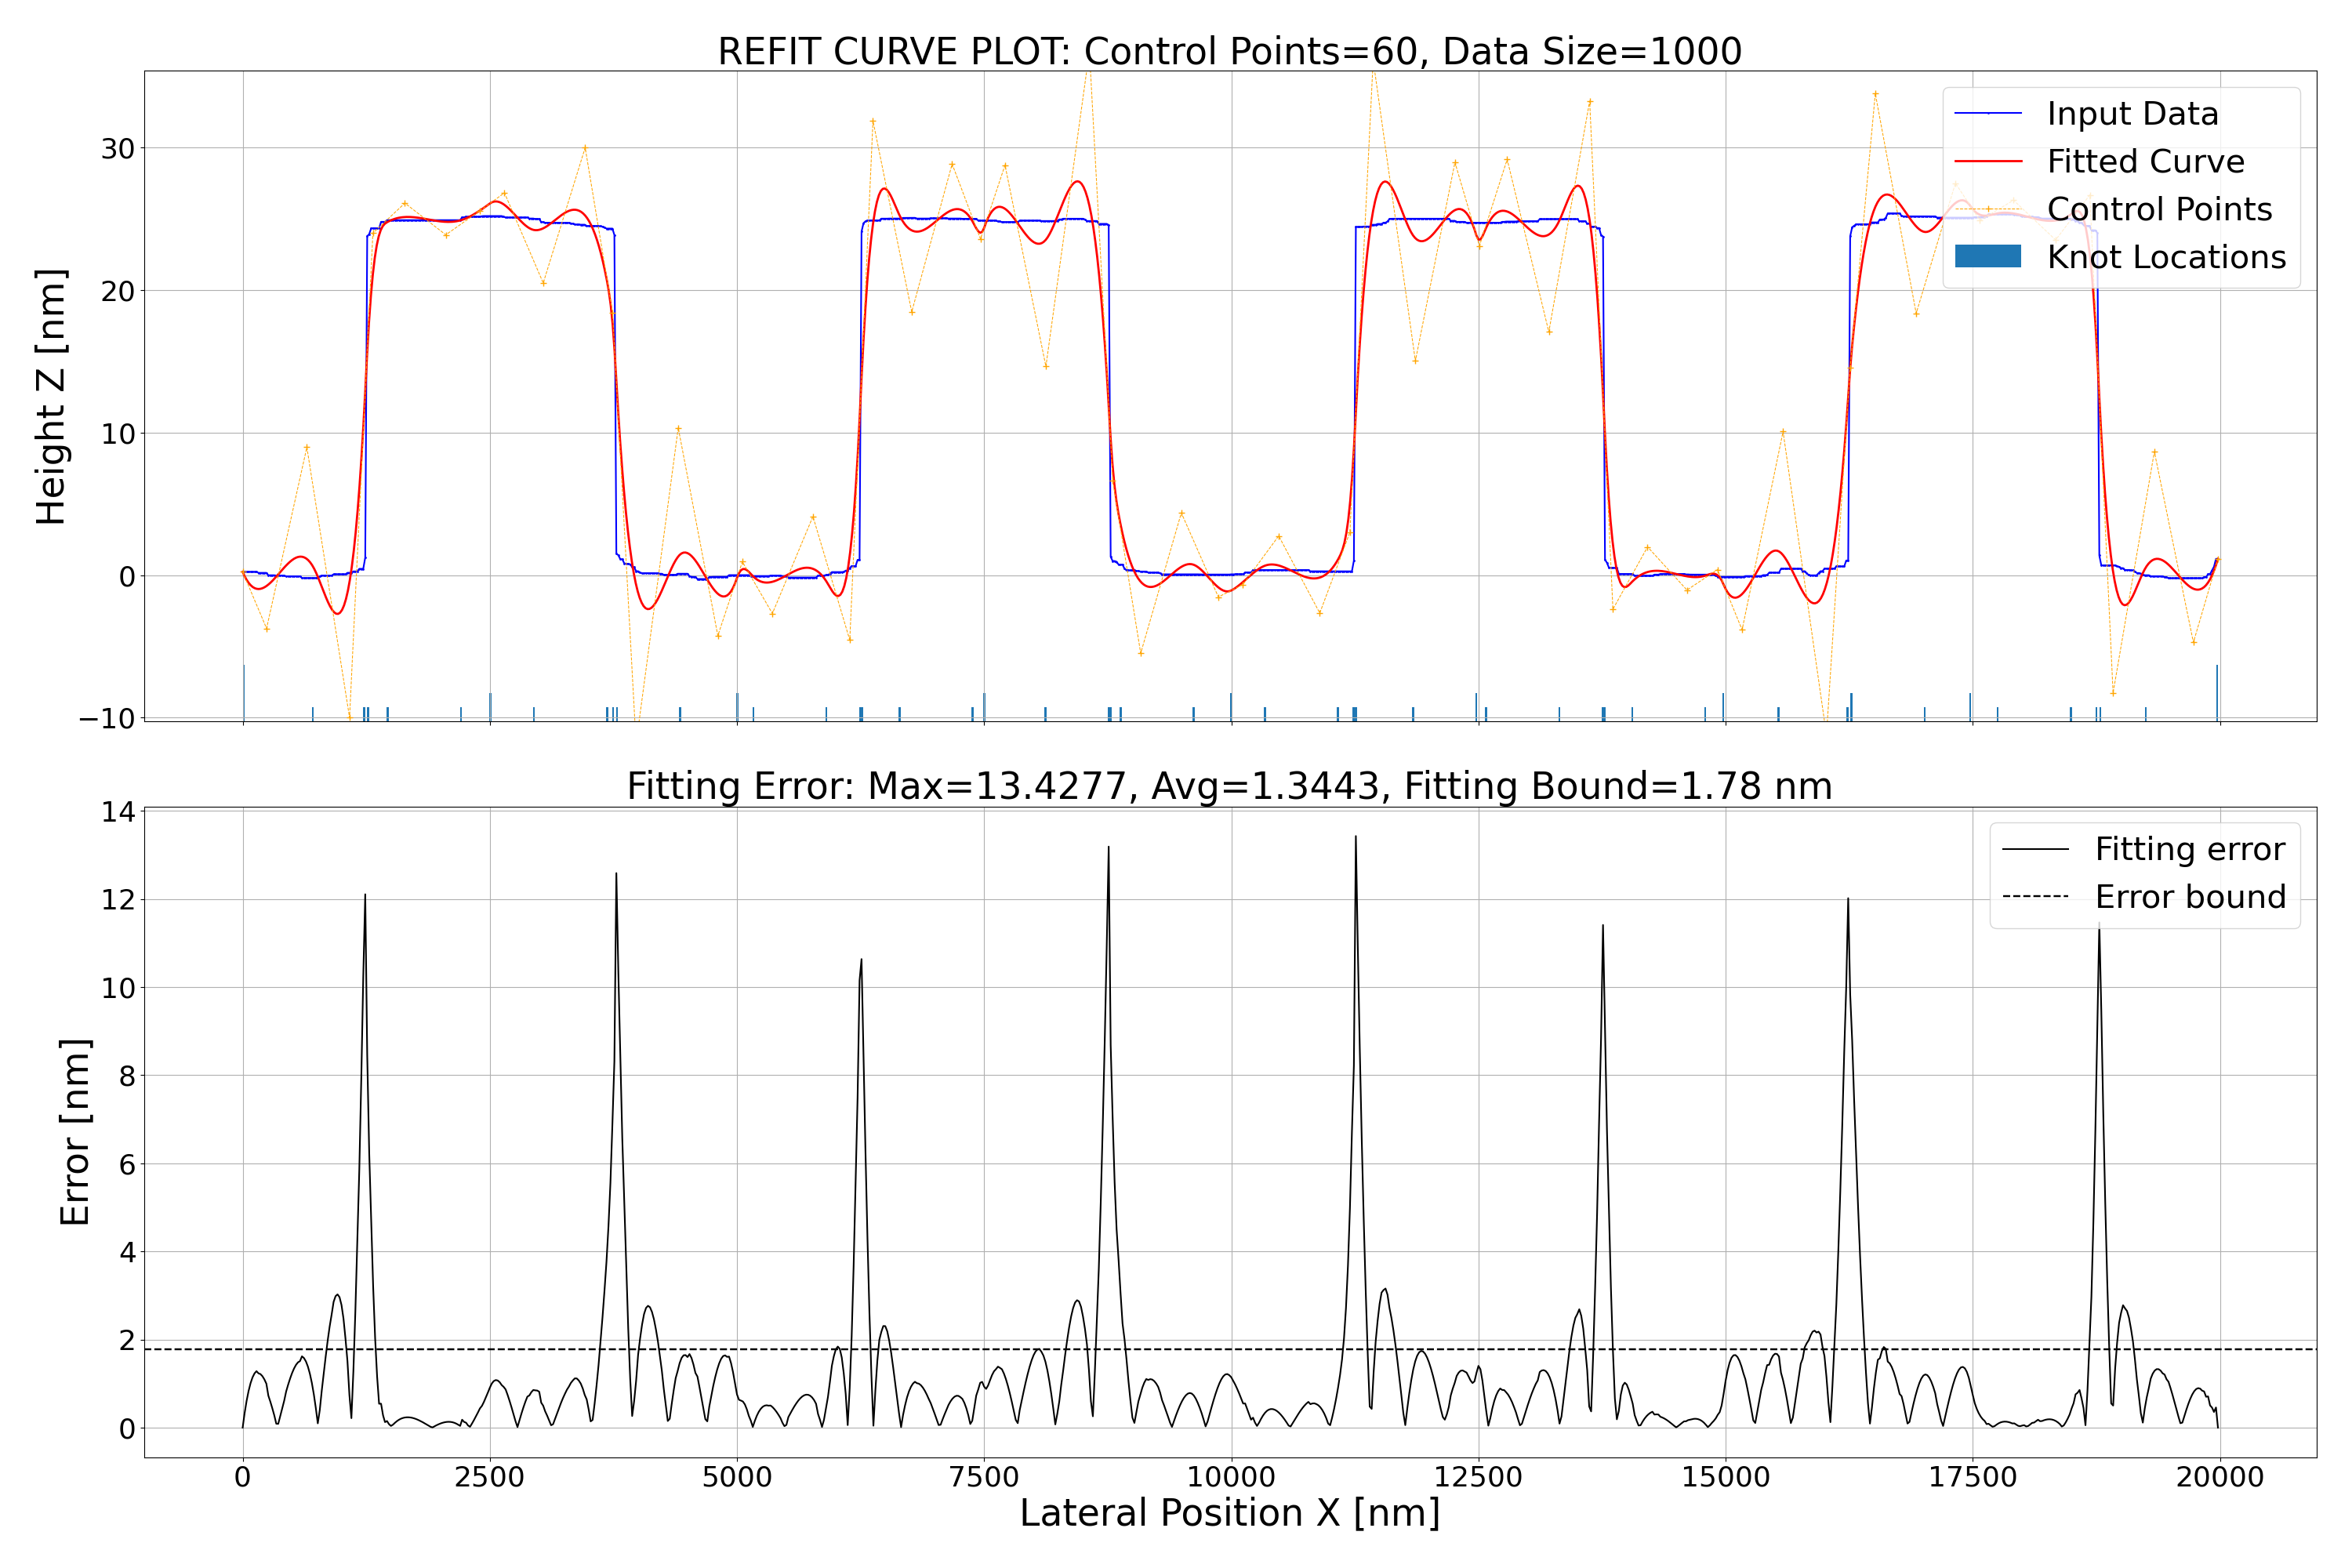 REFIT CURVE PLOT: Control Points=60, Data Size=1000
Height Z [nm]
30
20
10
0
−10
Input Data
Fitted Curve
Control Points
Knot Locations
Fitting Error: Max=13.4277, Avg=1.3443, Fitting Bound=1.78 nm
Error [nm]
14
12
10
8
6
4
2
0
Fitting error
Error bound
0 2500 5000 7500 10000 12500 15000 17500 20000
Lateral Position X [nm]